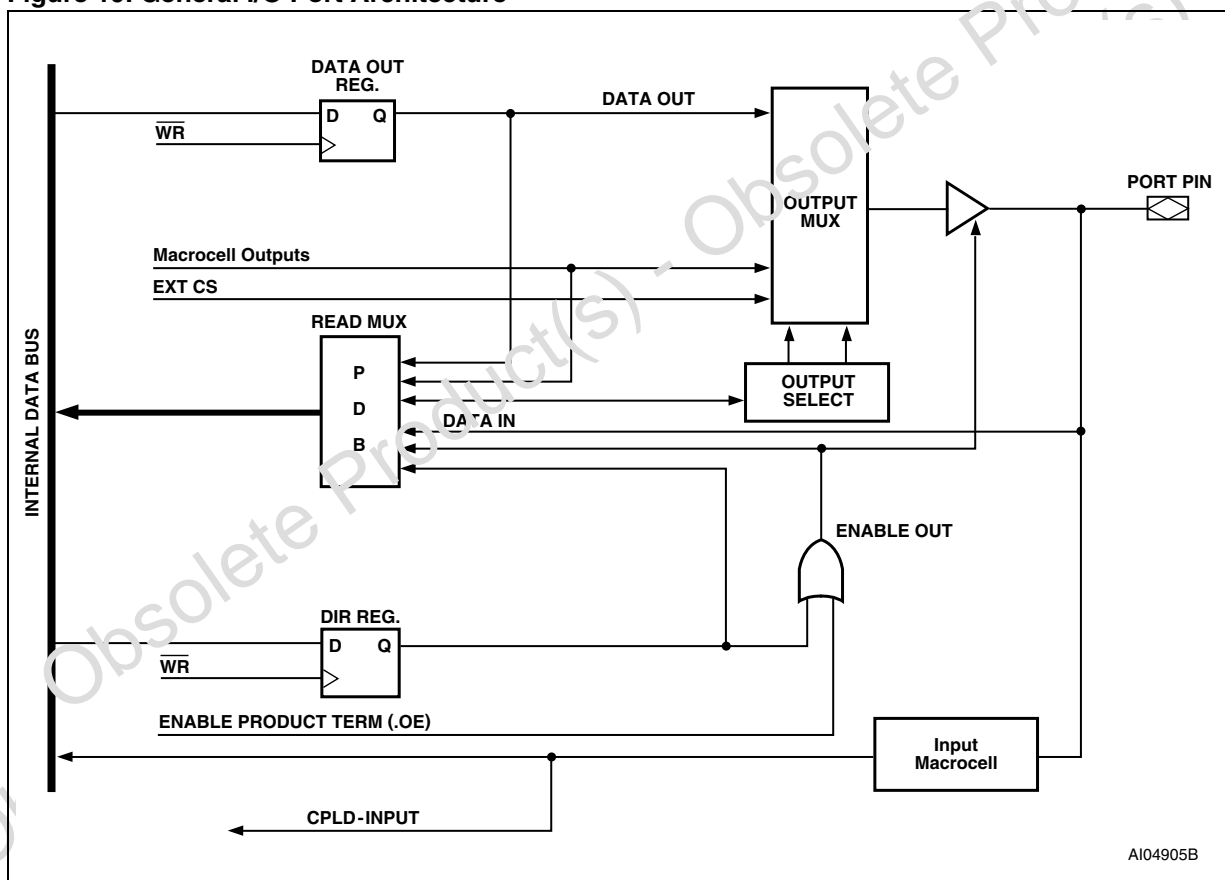 DATA OUT
REG.
D Q
WR
DATA OUT
OUTPUT
MUX
PORT PIN
Macrocell Outputs
EXT CS
READ MUX
P
D
B
OUTPUT
SELECT
DATA IN
INTERNAL DATA BUS
ENABLE OUT
DIR REG.
D Q
WR
ENABLE PRODUCT TERM (.OE)
Input
Macrocell
CPLD-INPUT
AI04905B
Obsolete Product(s) - Obsolete Pro